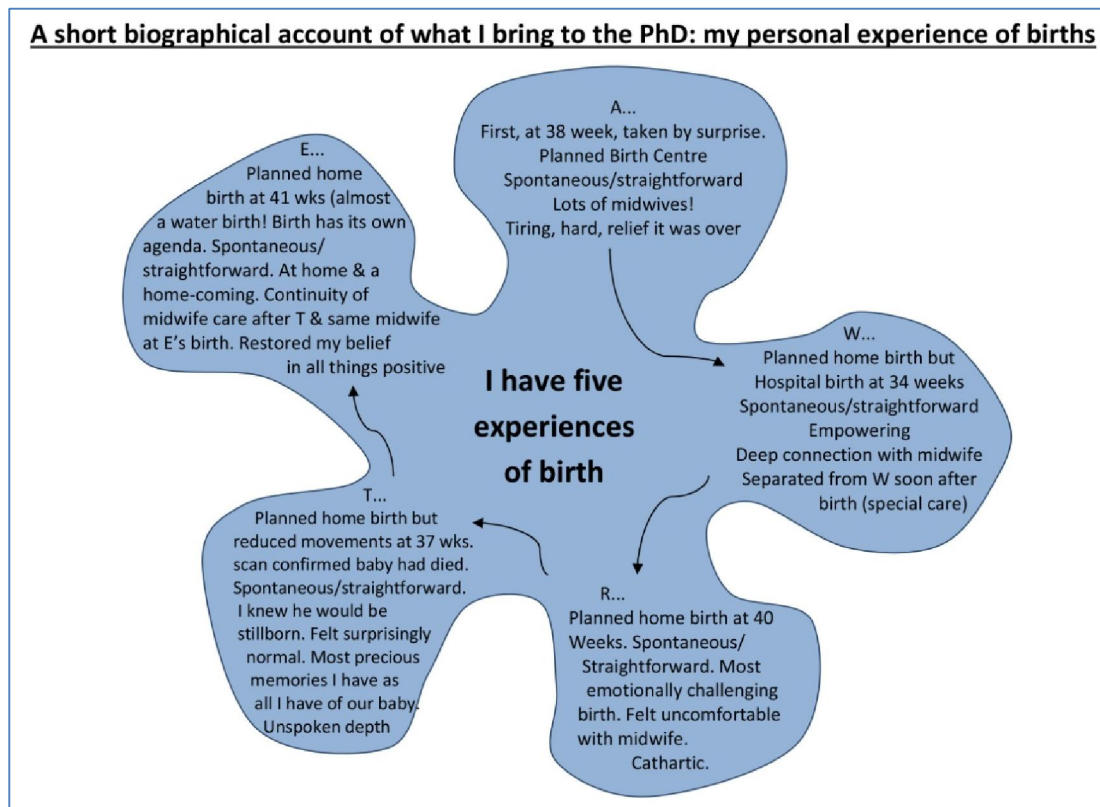 A short biographical account of what I bring to the PhD: my personal experience of births
A...
First, at 38 week, taken by surprise.
Planned Birth Centre
Spontaneous/straightforward
Lots of midwives!
Tiring, hard, relief it was over
W...
Planned home birth but
Hospital birth at 34 weeks
Spontaneous/straightforward
Empowering
Deep connection with midwife
Separated from W soon after
birth (special care)
R...
Planned home birth at 40
Weeks. Spontaneous/
Straightforward. Most
emotionally challenging
birth. Felt uncomfortable
with midwife.
Cathartic.
T...
Planned home birth but
reduced movements at 37 wks.
scan confirmed baby had died.
Spontaneous/straightforward.
I knew he would be
stillborn. Felt surprisingly
normal. Most precious
memories I have as
all I have of our baby.
Unspoken depth
E...
Planned home
birth at 41 wks (almost
a water birth! Birth has its own
agenda. Spontaneous/
straightforward. At home & a
home-coming. Continuity of
midwife care after T & same midwife
at E’s birth. Restored my belief
in all things positive
I have five
experiences
of birth